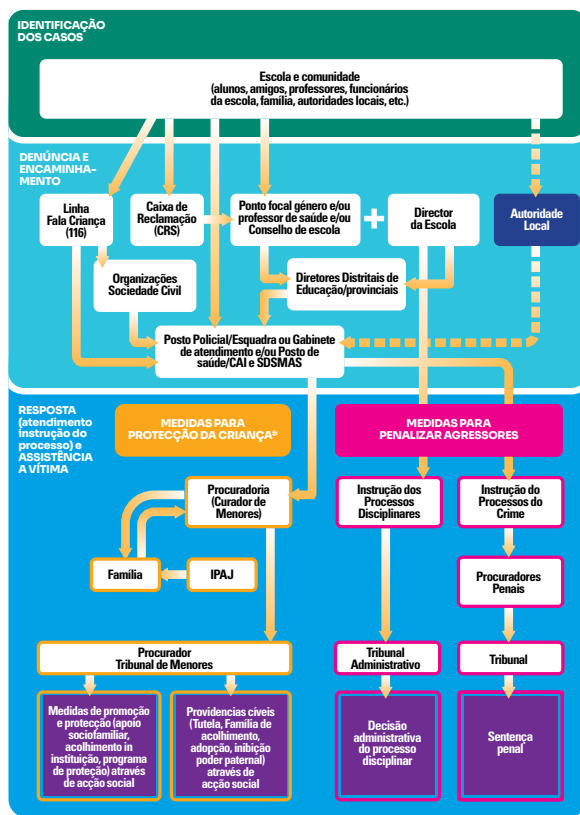 IDENTIFICAÇÃO
DOS CASOS
Escola e comunidade
(alunos, amigos, professores, funcionários
da escola, família, autoridades locais, etc.)
DENÚNCIA E
ENCAMINHA-
MENTO
Linha
Fala Criança
(116)
Caixa de
Reclamação
(CRS)
Ponto focal género e/ou
professor de saúde e/ou
Conselho de escola
+
Director
da Escola
Autoridade
Local
Organizações
Sociedade Civil
Diretores Distritais de
Educação/provinciais
Posto Policial/Esquadra ou Gabinete
de atendimento e/ou Posto de
saúde/CAI e SDSMAS
RESPOSTA
(atendimento
instrução do
processo) e
ASSISTÊNCIA
A VÍTIMA
MEDIDAS PARA
PROTECÇÃO DA CRIANÇA
MEDIDAS PARA
PENALIZAR AGRESSORES
Procuradoria
(Curador de
Menores)
Instrução dos
Processos
Disciplinares
Instrução do
Processos do
Crime
Família
IPAJ
Procuradores
Penais
Procurador
Tribunal de Menores
Tribunal
Administrativo
Tribunal
Medidas de promoção
e protecção (apoio
sociofamiliar,
acolhimento in
instituição, programa
de proteção) através
de acção social
Providencias cíveis
(Tutela, Família de
acolhimento,
adopção, inibição
poder paternal)
através de
acção social
Decisão
administrativa
do processo
disciplinar
Sentença
penal